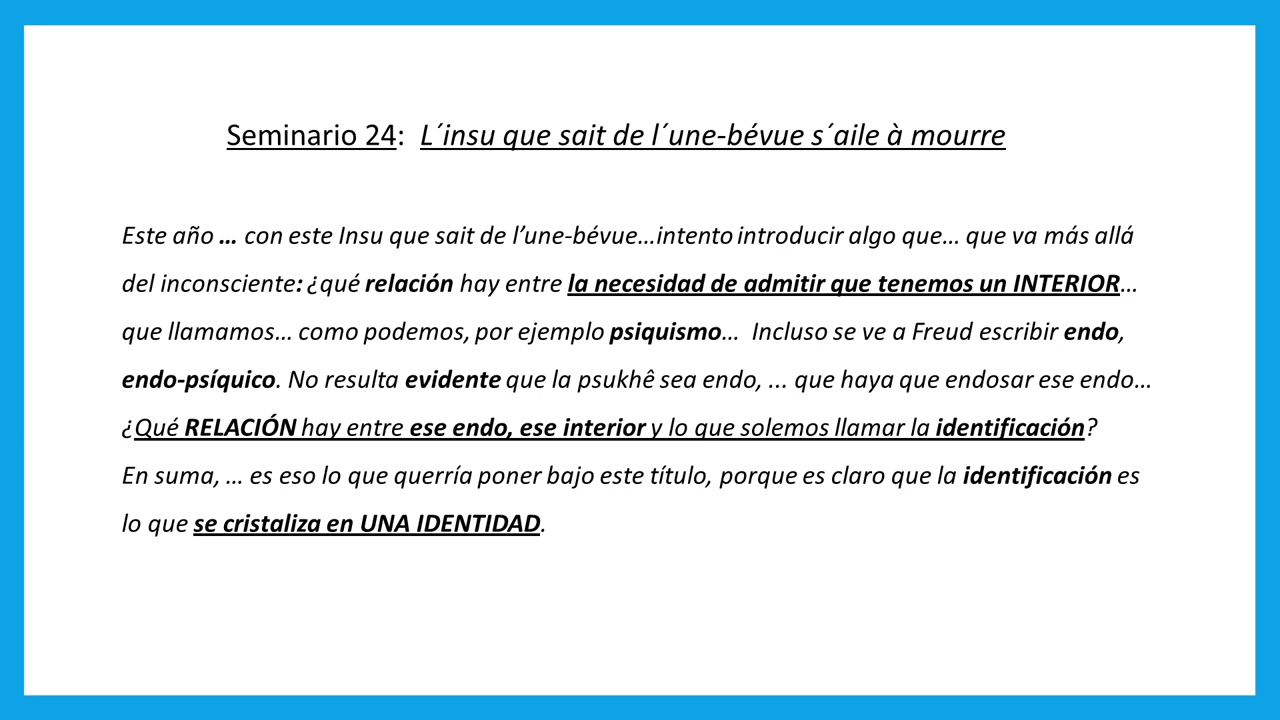 Seminario 24: L´insu que sait de l´une-bévue s´aile à mourre
Este año … con este Insu que sait de l’une-bévue…intento introducir algo que… que va más allá
del inconsciente: ¿qué relación hay entre la necesidad de admitir que tenemos un INTERIOR…
que llamamos… como podemos, por ejemplo psiquismo… Incluso se ve a Freud escribir endo,
endo-psíquico. No resulta evidente que la psukhê sea endo, ... que haya que endosar ese endo…
¿Qué RELACIÓN hay entre ese endo, ese interior y lo que solemos llamar la identificación?
En suma, … es eso lo que querría poner bajo este título, porque es claro que la identificación es
lo que se cristaliza en UNA IDENTIDAD.